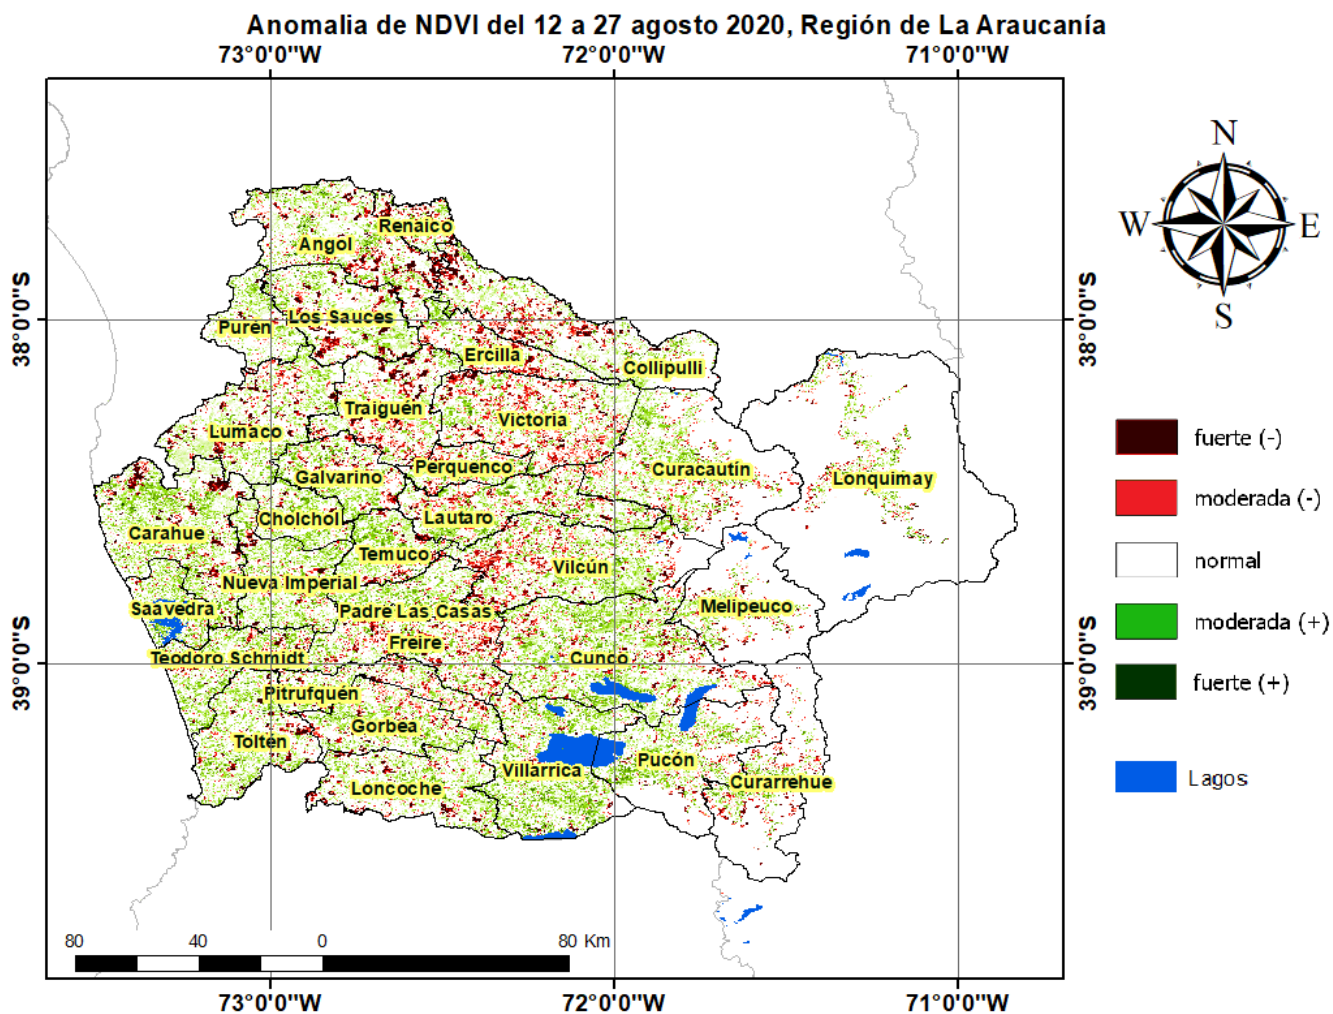 Anomalia de NDVI del 12 a 27 agosto 2020, Región de La Araucanía
73°0'0"W 72°0'0"W 71°0'0"W
N
W E
S
38°0'0"S 38°0'0"S
39°0'0"S 39°0'0"S
Renaico
Angol
Los Sauces
Purén
Ercilla
Collipulli
Traiguén
Victoria
Lumaco
Perquenco
Curacautín
Galvarino
Lonquimay
Lautaro
Cholchol
Carahue
Temuco
Vilcún
Nueva Imperial
Saavedra
Padre Las Casas
Melipeuco
Freire
Teodoro Schmidt
Cunco
Pitrufquén
Gorbea
Toltén
Pucón
Villarrica
Curarrehue
Loncoche
fuerte (-)
moderada (-)
normal
moderada (+)
fuerte (+)
Lagos
80 40 0 80 Km
73°0'0"W 72°0'0"W 71°0'0"W